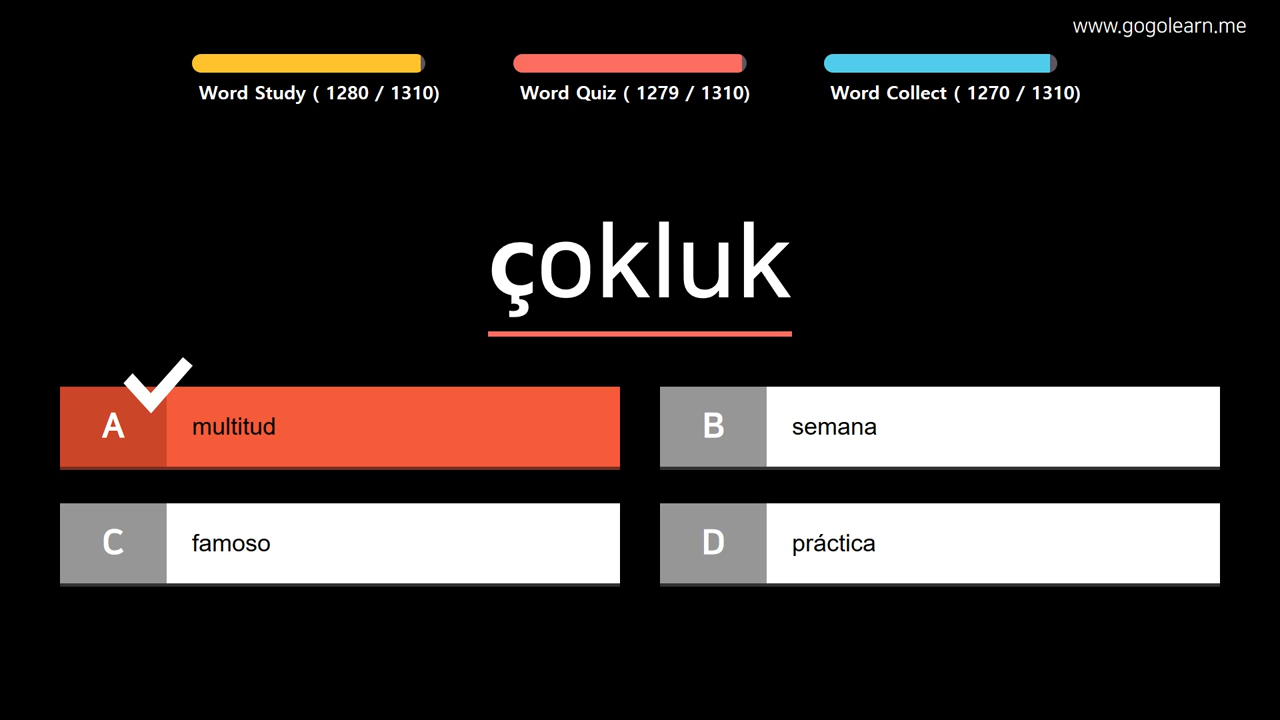 www.gogolearn.me
Word Study ( 1280 / 1310)
Word Quiz ( 1279 / 1310)
Word Collect ( 1270 / 1310)
çokluk
A multitud
B semana
C famoso
D práctica